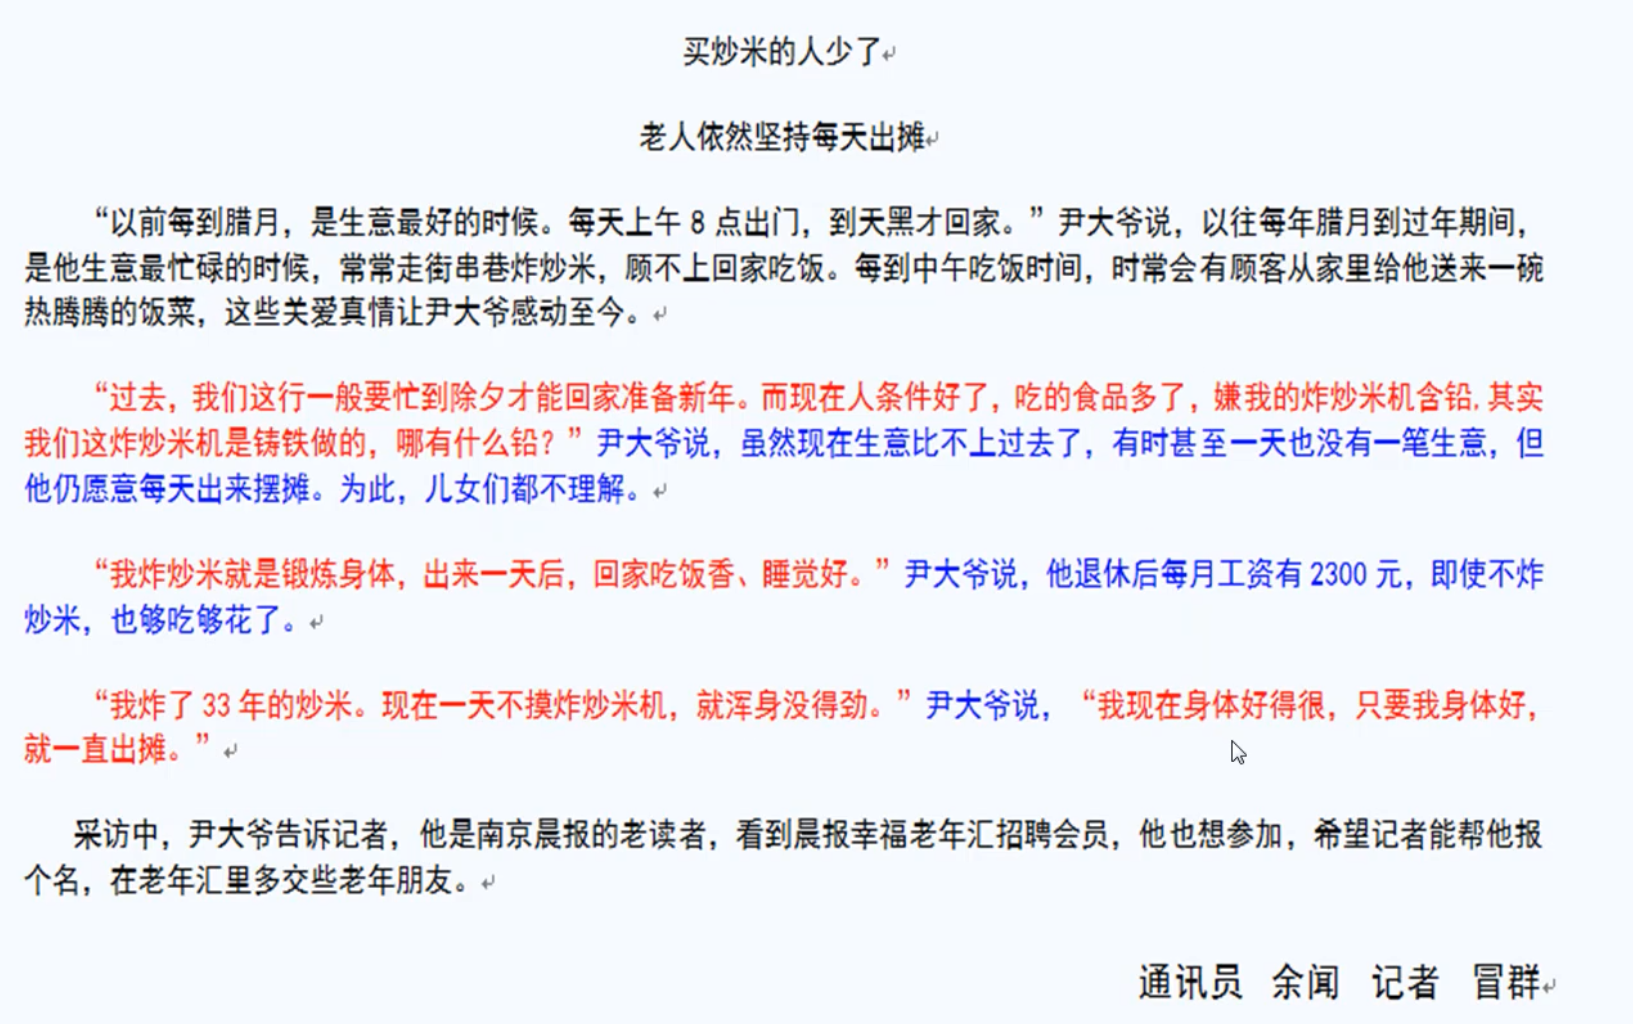 买炒米的人少了
老人依然坚持每天出摊
“以前每到腊月，是生意最好的时候。每天上午 8 点出门，到天黑才回家。”尹大爷说，以往每年腊月到过年期间，
是他生意最忙碌的时候，常常走街串巷炸炒米，顾不上回家吃饭。每到中午吃饭时间，时常会有顾客从家里给他送来一碗
热腾腾的饭菜，这些关爱真情让尹大爷感动至今。
“过去，我们这行一般要忙到除夕才能回家准备新年。而现在人条件好了，吃的食品多了，嫌我的炸炒米机含铅.其实
我们这炸炒米机是铸铁做的，哪有什么铅？”尹大爷说，虽然现在生意比不上过去了，有时甚至一天也没有一笔生意，但
他仍愿意每天出来摆摊。为此，儿女们都不理解。
“我炸炒米就是锻炼身体，出来一天后，回家吃饭香、睡觉好。”尹大爷说，他退休后每月工资有 2300 元，即使不炸
炒米，也够吃够花了。
“我炸了 33 年的炒米。现在一天不摸炸炒米机，就浑身没得劲。”尹大爷说，“我现在身体好得很，只要我身体好，
就一直出摊。”
采访中，尹大爷告诉记者，他是南京晨报的老读者，看到晨报幸福老年汇招聘会员，他也想参加，希望记者能帮他报
个名，在老年汇里多交些老年朋友。
通讯员 余闻 记者 冒群